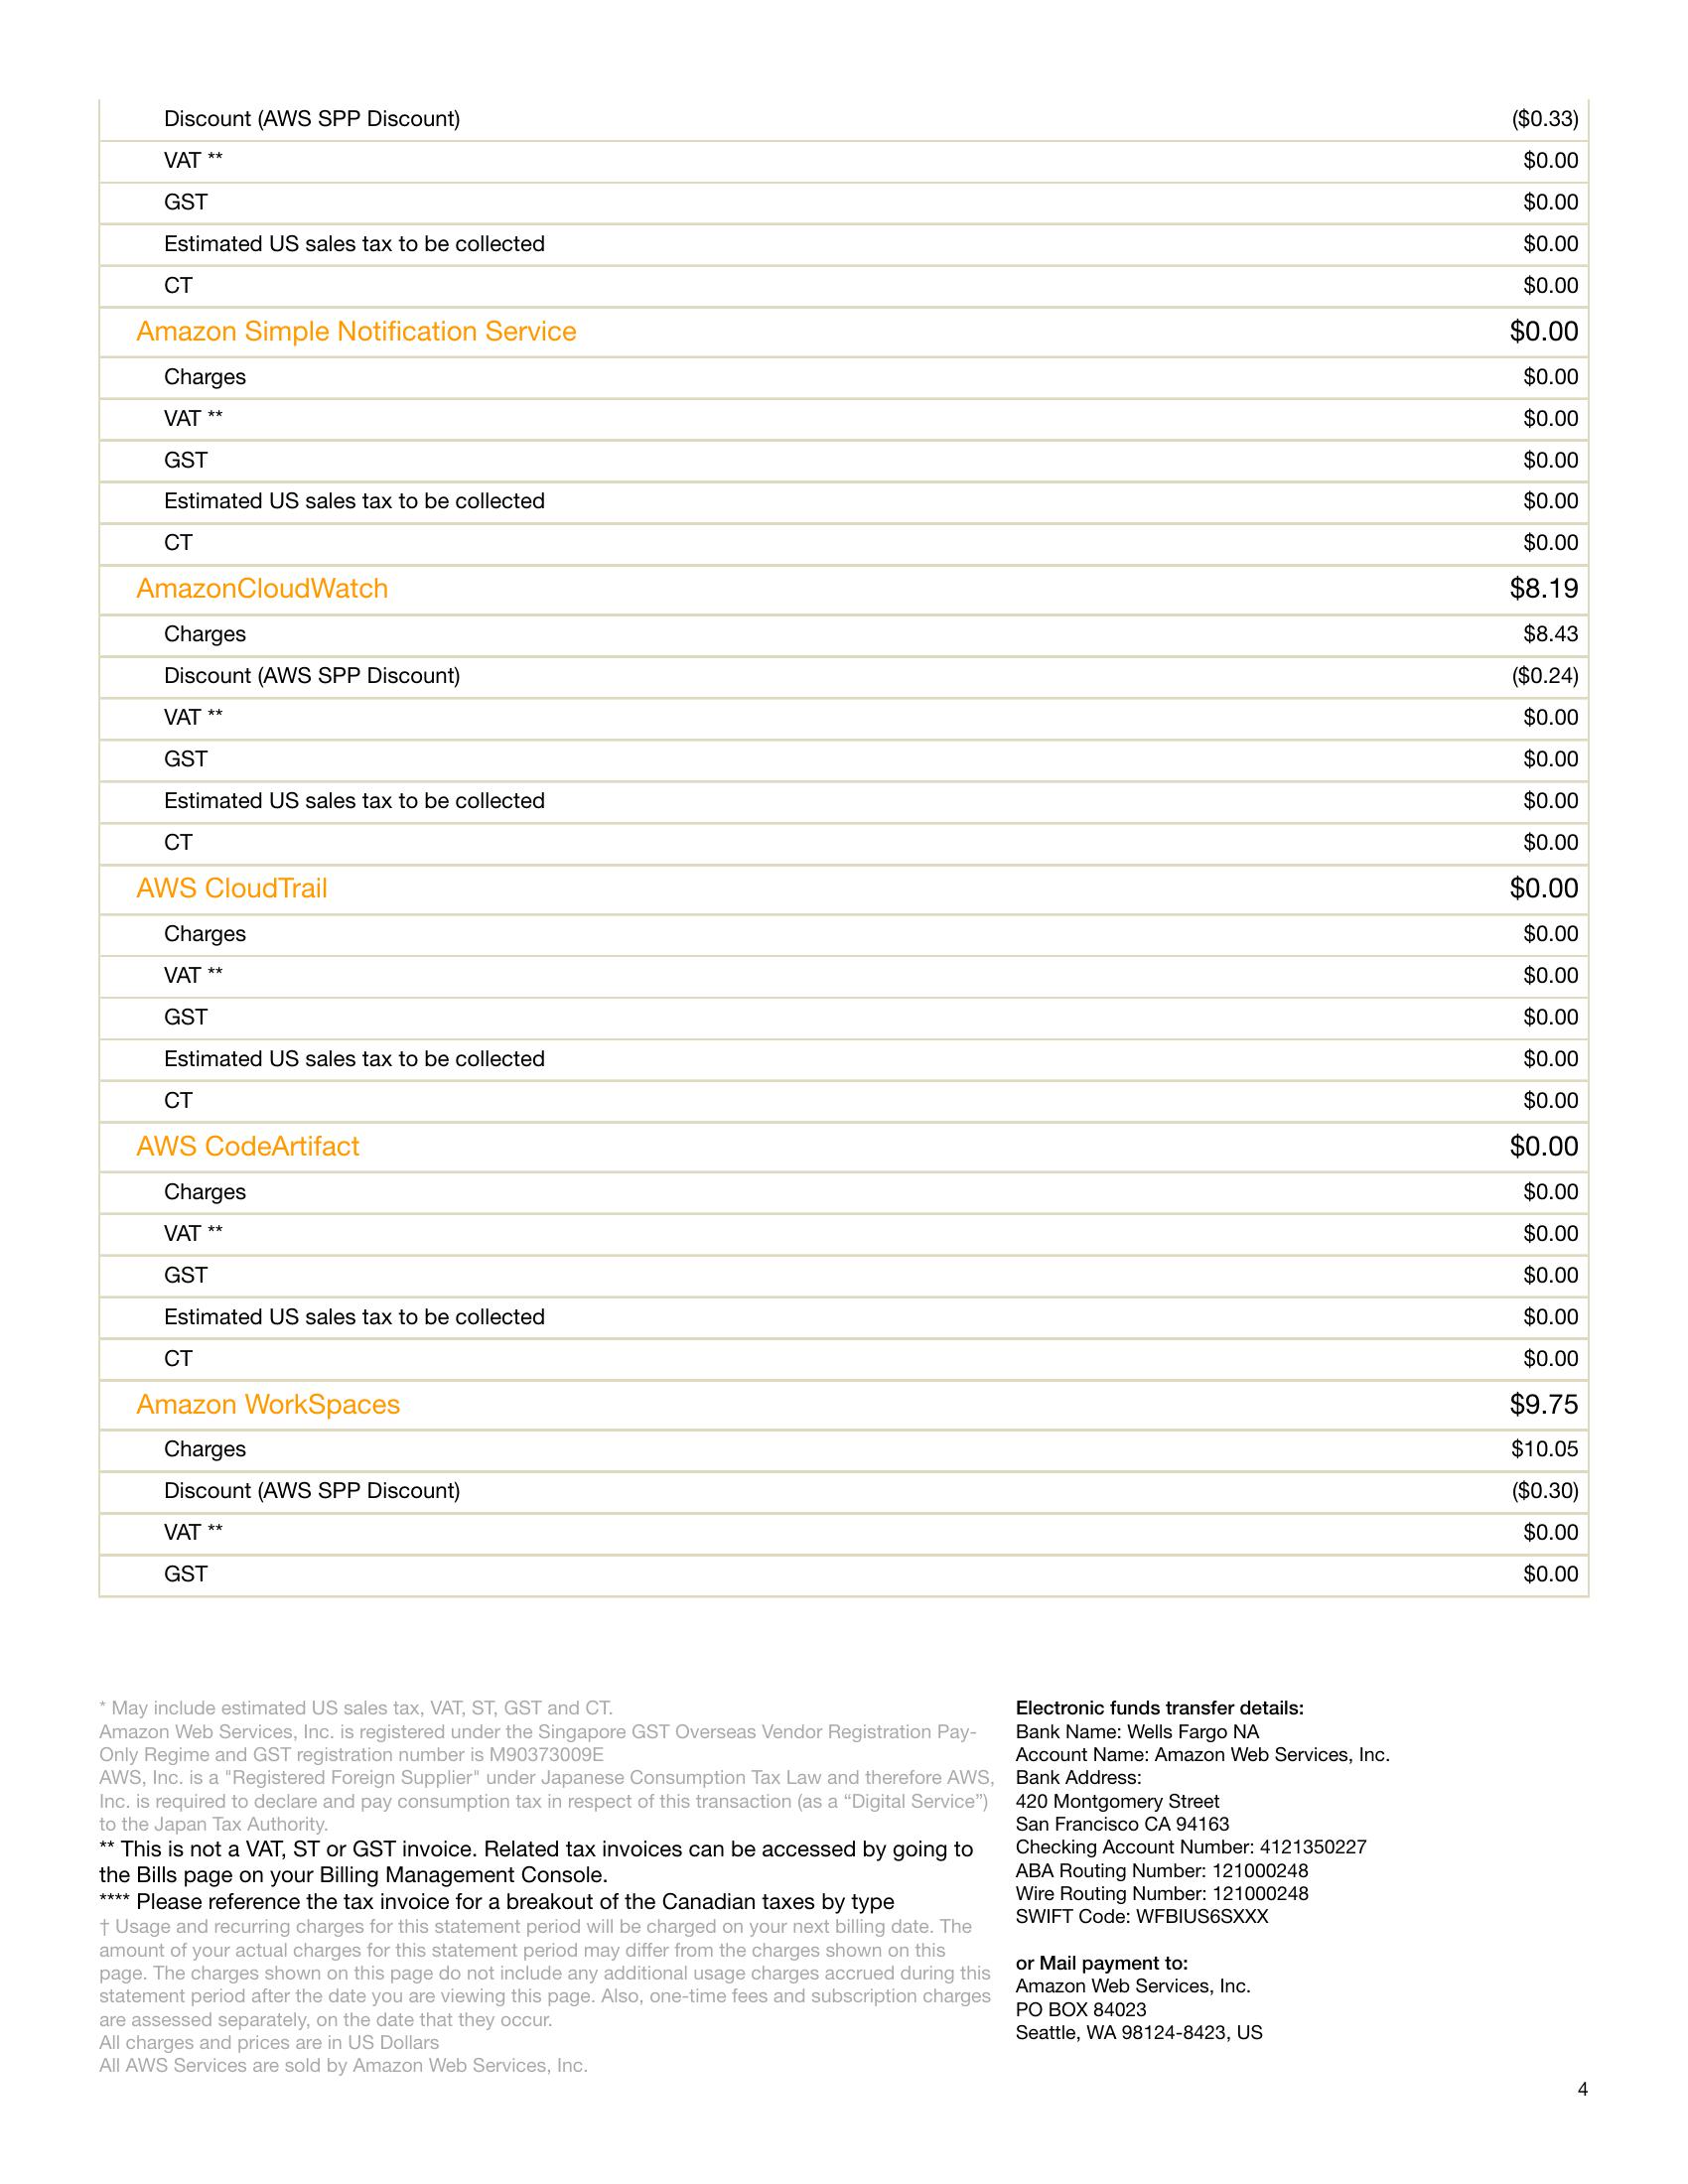 Discount (AWS SPP Discount) ($0.33)
VAT ** $0.00
GST $0.00
Estimated US sales tax to be collected $0.00
CT $0.00
Amazon Simple Notification Service $0.00
Charges $0.00
VAT ** $0.00
GST $0.00
Estimated US sales tax to be collected $0.00
CT $0.00
AmazonCloudWatch $8.19
Charges $8.43
Discount (AWS SPP Discount) ($0.24)
VAT ** $0.00
GST $0.00
Estimated US sales tax to be collected $0.00
CT $0.00
AWS CloudTrail $0.00
Charges $0.00
VAT ** $0.00
GST $0.00
Estimated US sales tax to be collected $0.00
CT $0.00
AWS CodeArtifact $0.00
Charges $0.00
VAT ** $0.00
GST $0.00
Estimated US sales tax to be collected $0.00
CT $0.00
Amazon WorkSpaces $9.75
Charges $10.05
Discount (AWS SPP Discount) ($0.30)
VAT ** $0.00
GST $0.00
* May include estimated US sales tax, VAT, ST, GST and CT.
Amazon Web Services, Inc. is registered under the Singapore GST Overseas Vendor Registration Pay-
Only Regime and GST registration number is M90373009E
AWS, Inc. is a "Registered Foreign Supplier" under Japanese Consumption Tax Law and therefore AWS,
Inc. is required to declare and pay consumption tax in respect of this transaction (as a “Digital Service”)
to the Japan Tax Authority.
** This is not a VAT, ST or GST invoice. Related tax invoices can be accessed by going to
the Bills page on your Billing Management Console.
**** Please reference the tax invoice for a breakout of the Canadian taxes by type
† Usage and recurring charges for this statement period will be charged on your next billing date. The
amount of your actual charges for this statement period may differ from the charges shown on this
page. The charges shown on this page do not include any additional usage charges accrued during this
statement period after the date you are viewing this page. Also, one-time fees and subscription charges
are assessed separately, on the date that they occur.
All charges and prices are in US Dollars
All AWS Services are sold by Amazon Web Services, Inc.
Electronic funds transfer details:
Bank Name: Wells Fargo NA
Account Name: Amazon Web Services, Inc.
Bank Address:
420 Montgomery Street
San Francisco CA 94163
Checking Account Number: 4121350227
ABA Routing Number: 121000248
Wire Routing Number: 121000248
SWIFT Code: WFBIUS6SXXX
or Mail payment to:
Amazon Web Services, Inc.
PO BOX 84023
Seattle, WA 98124-8423, US
4